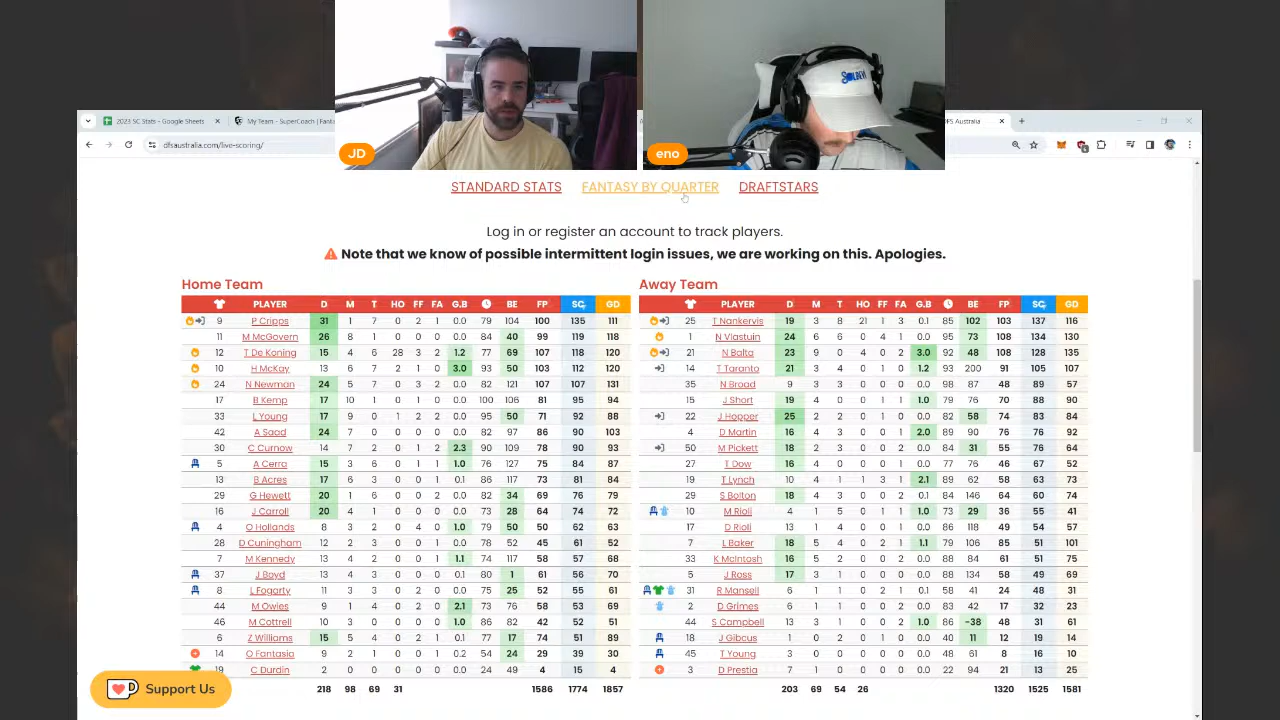 SOLBEVI
JD
eno
2023 SC Stats - Google Sheets
My Team - SuperCoach | Fanta
DFS Australia
dfsaustralia.com/live-scoring/
STANDARD STATS FANTASY BY QUARTER DRAFTSTARS
Log in or register an account to track players.
Note that we know of possible intermittent login issues, we are working on this. Apologies.
Home Team
PLAYER D M T HO FF FA G.B BE FP SC GD
9 P Cripps 31 1 7 0 2 1 0.0 79 104 100 135 111
11 M McGovern 26 8 1 0 0 0 0.0 84 40 99 119 118
12 T De Koning 15 4 6 28 3 2 1.2 77 69 107 118 120
10 H McKay 13 6 7 2 1 0 3.0 93 50 103 112 120
24 N Newman 24 5 7 0 3 2 0.0 82 121 107 107 131
17 B Kemp 17 10 1 0 1 0 0.0 100 106 81 95 94
33 L Young 17 9 0 1 2 2 0.0 95 50 71 92 88
42 A Saad 24 7 0 0 0 0 0.0 82 97 86 90 103
30 C Curnow 14 7 2 0 1 2 2.3 90 109 78 90 93
5 A Cerra 15 3 6 0 1 1 1.0 76 127 75 84 87
13 B Acres 17 6 3 0 0 1 0.1 86 117 73 81 84
29 G Hewett 20 1 6 0 0 2 0.0 82 34 69 76 79
16 J Carroll 20 4 1 0 0 0 0.0 73 28 64 74 72
4 O Hollands 8 3 2 0 4 0 1.0 79 50 50 62 63
28 D Cuningham 12 2 3 0 0 1 0.0 78 52 45 61 52
7 M Kennedy 13 4 2 0 1 0 1.1 74 117 58 57 68
37 J Boyd 13 4 3 0 0 0 0.1 80 1 61 56 70
8 L Fogarty 11 3 3 0 2 0 0.0 75 25 52 55 61
44 M Owies 9 1 4 0 2 0 2.1 73 76 58 53 69
46 M Cottrell 10 3 0 0 0 0 1.0 86 82 42 52 51
6 Z Williams 15 5 4 0 2 1 0.1 77 17 74 51 89
14 O Fantasia 9 2 1 0 0 1 0.2 54 24 29 39 30
19 C Durdin 2 0 0 0 0 0 0.0 24 49 4 15 4
218 98 69 31 1586 1774 1857
Away Team
PLAYER D M T HO FF FA G.B BE FP SC GD
25 T Nankervis 19 3 8 21 1 3 0.1 85 102 103 137 116
1 N Vlastuin 24 6 6 0 4 0 0.0 95 73 108 134 130
21 N Balta 23 9 0 4 0 2 3.0 92 48 108 128 135
14 T Taranto 21 3 4 0 1 0 1.2 93 200 91 105 107
35 N Broad 9 3 3 0 0 0 0.0 98 87 48 89 57
15 J Short 19 4 0 0 1 1 1.0 79 76 70 88 90
22 J Hopper 25 2 2 0 1 0 0.0 82 58 74 83 84
4 D Martin 16 4 3 0 0 0 2.0 89 90 76 76 92
50 M Pickett 18 2 3 0 0 2 0.0 84 31 55 76 64
27 T Dow 16 4 0 0 0 1 0.0 77 76 46 67 52
19 T Lynch 10 4 1 1 3 1 2.1 89 62 58 63 73
29 S Bolton 18 4 3 0 0 2 0.1 84 146 64 60 74
10 M Rioli 4 1 5 0 1 1 1.0 73 29 36 55 41
17 D Rioli 13 1 4 0 0 0 0.0 86 118 49 54 57
7 L Baker 18 5 4 0 2 1 1.1 79 106 85 51 101
33 K McIntosh 16 5 2 0 0 0 0.0 88 84 61 51 75
5 J Ross 17 3 1 0 0 0 0.0 88 134 58 49 69
31 R Mansell 6 1 1 0 2 1 0.1 58 41 24 48 31
2 D Grimes 6 1 1 0 0 2 0.0 83 42 17 32 23
44 S Campbell 13 3 1 0 0 2 1.0 86 -38 48 31 61
18 J Gibcus 1 0 2 0 1 0 0.0 40 11 12 19 14
45 T Young 3 1 0 0 0 0 0.0 48 61 8 16 10
3 D Prestia 7 1 0 0 0 0 0.0 22 94 21 13 25
203 69 54 26 1320 1525 1581
Support Us